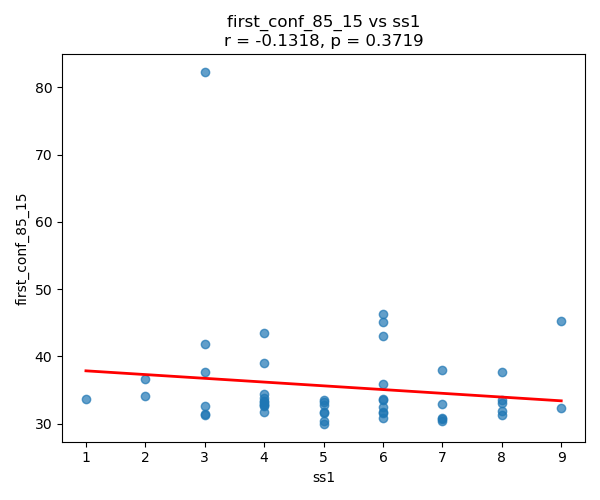 first_conf_85_15 vs ss1
r = -0.1318, p = 0.3719
80
70
60
50
40
30
first_conf_85_15
1 2 3 4 5 6 7 8 9
ss1